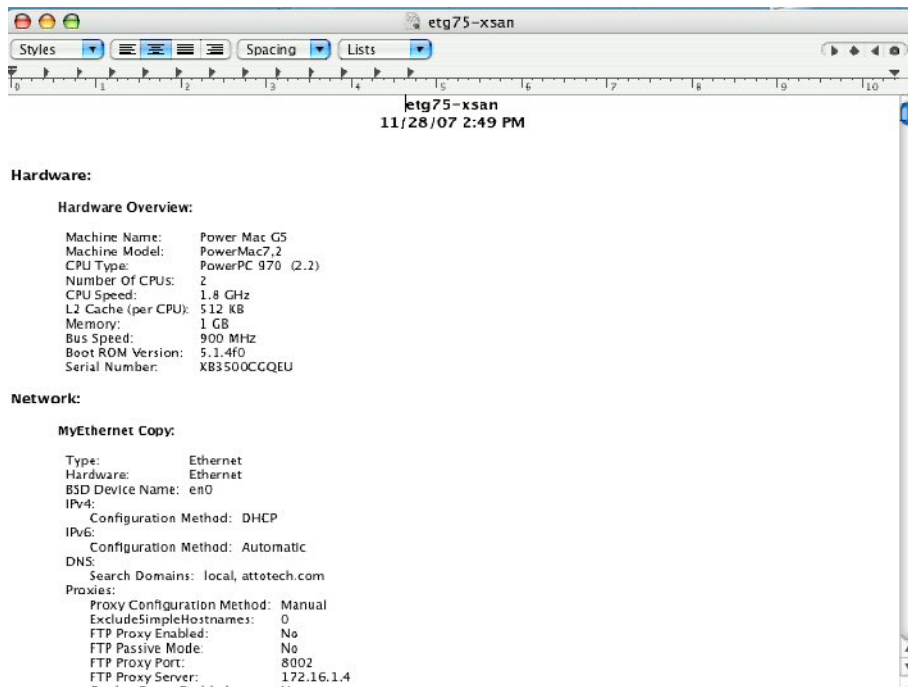 etg75-xsan
Styles Spacing Lists
0 1 2 3 4 5 6 7 8 9 10
etg75-xsan
11/28/07 2:49 PM
Hardware:
Hardware Overview:
Machine Name: Power Mac G5
Machine Model: PowerMac7,2
CPU Type: PowerPC 970 (2.2)
Number Of CPUs: 2
CPU Speed: 1.8 GHz
L2 Cache (per CPU): 512 KB
Memory: 1 GB
Bus Speed: 900 MHz
Boot ROM Version: 5.1.4f0
Serial Number: XB3500CGQEU
Network:
MyEthernet Copy:
Type: Ethernet
Hardware: Ethernet
BSD Device Name: en0
IPv4:
Configuration Method: DHCP
IPv6:
Configuration Method: Automatic
DNS:
Search Domains: local, attotech.com
Proxies:
Proxy Configuration Method: Manual
ExcludeSimpleHostnames: 0
FTP Proxy Enabled: No
FTP Passive Mode: No
FTP Proxy Port: 8002
FTP Proxy Server: 172.16.1.4